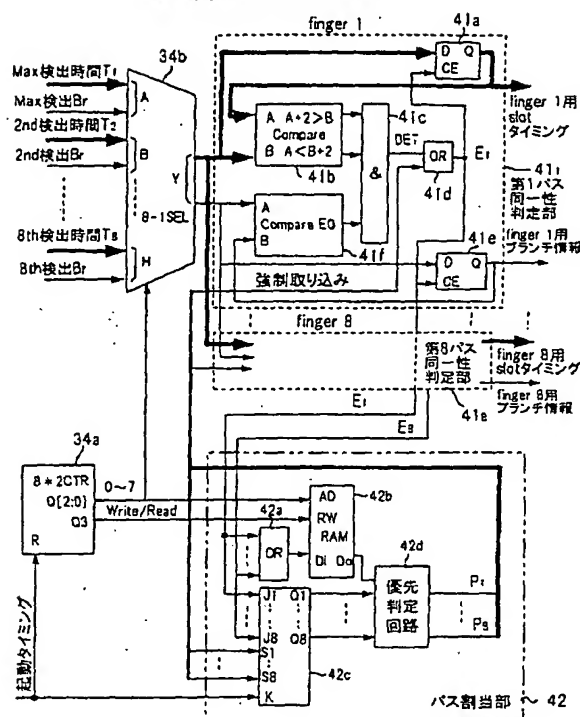 finger 1
41a
D Q
CE
34b
Max検出時間T1
Max検出Br
2nd検出時間T2
2nd検出Br
8th検出時間T8
8th検出Br
A
B
H
Y
8-1SEL
A A+2>B
Compare
B A<B+2
41b
41c
&
DET
OR
41d
E1
finger 1用
slot
タイミング
41₁
第1パス
同一性
判定部
A
Compare EQ
B
41f
41e
D Q
CE
finger 1用
ブランチ情報
強制取り込み
finger 8
第8パス
同一性
判定部
41₈
finger 8用
slotタイミング
finger 8用
ブランチ情報
E1
E8
34a
8*2CTR
Q[2:0]
Q3
R
0~7
Write/Read
起動タイミング
42a
OR
42b
AD
RW
RAM
Di Do
42d
優先
判定
回路
P1
P8
J1 Q1
J8 Q8
S1
S8
K
42c
パス割当部 ~ 42